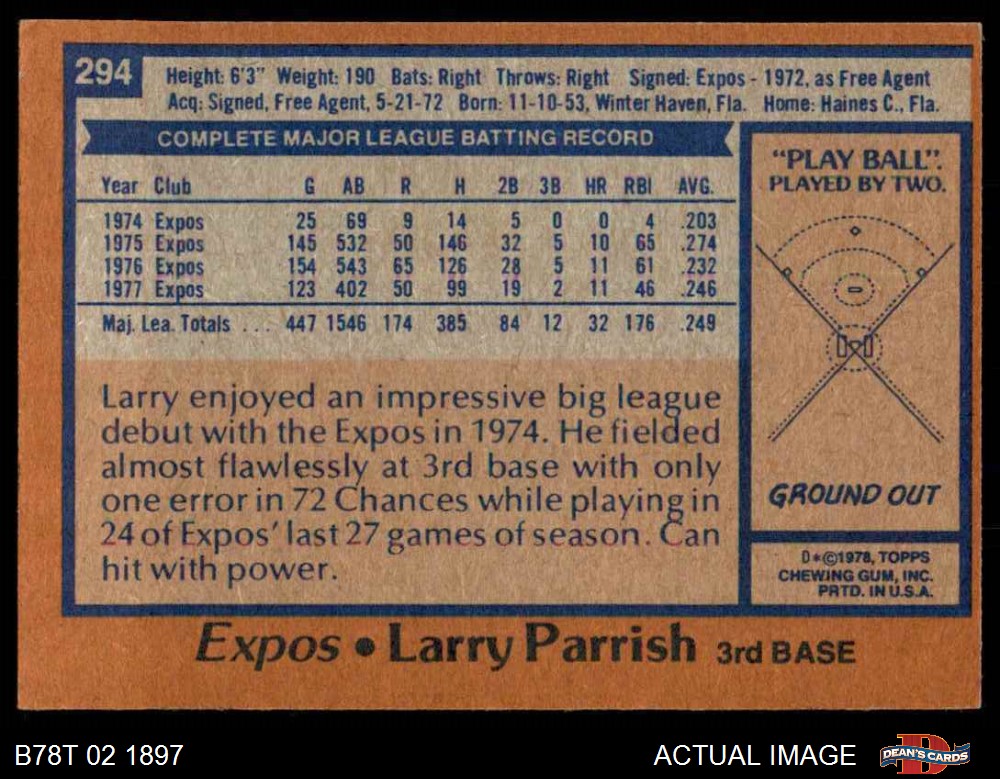 294
Height: 6'3" Weight: 190 Bats: Right Throws: Right Signed: Expos - 1972, as Free Agent
Acq: Signed, Free Agent, 5-21-72 Born: 11-10-53, Winter Haven, Fla. Home: Haines C., Fla.
COMPLETE MAJOR LEAGUE BATTING RECORD
Year Club G AB R H 2B 3B HR RBI AVG.
1974 Expos 25 69 9 14 5 0 0 4 .203
1975 Expos 145 532 50 146 32 5 10 65 .274
1976 Expos 154 543 65 126 28 5 11 61 .232
1977 Expos 123 402 50 99 19 2 11 46 .246
Maj. Lea. Totals ... 447 1546 174 385 84 12 32 176 .249
Larry enjoyed an impressive big league
debut with the Expos in 1974. He fielded
almost flawlessly at 3rd base with only
one error in 72 Chances while playing in
24 of Expos' last 27 games of season. Can
hit with power.
"PLAY BALL".
PLAYED BY TWO.
GROUND OUT
D*©1978, TOPPS
CHEWING GUM, INC.
PRTD. IN U.S.A.
Expos • Larry Parrish 3rd BASE
B78T 02 1897
ACTUAL IMAGE
DEAN'S CARDS